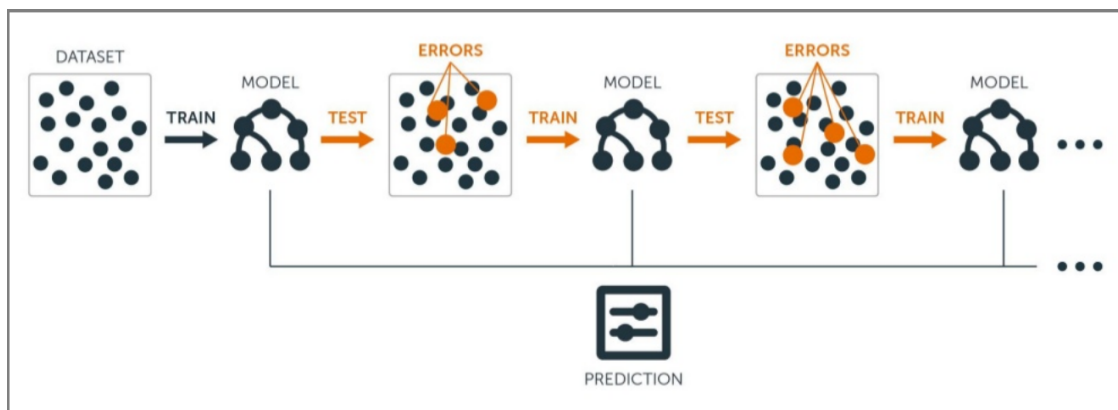 DATASET
MODEL
ERRORS
MODEL
ERRORS
MODEL
TRAIN
TEST
TRAIN
TEST
TRAIN
PREDICTION